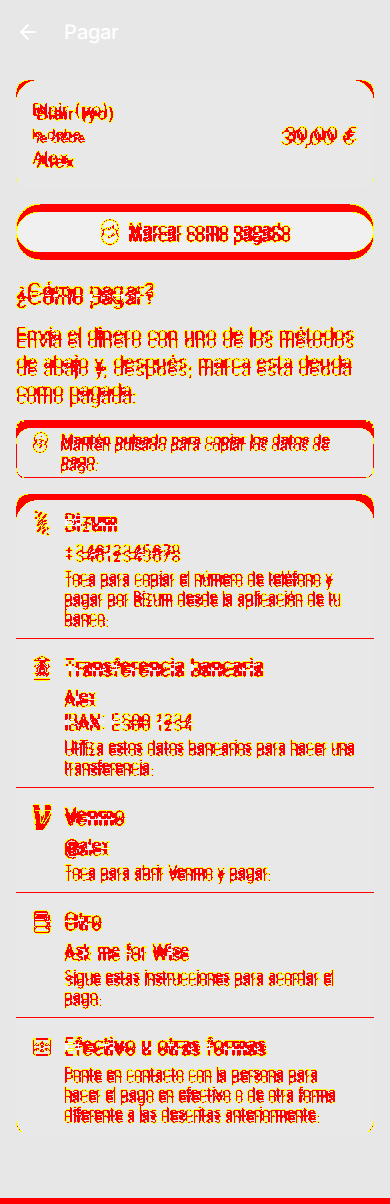 Pagar
Blair (yo)
le debe
Alex
30,00 €
Marcar como pagado
¿Cómo pagar?
Envía el dinero con uno de los métodos
de abajo y, después, marca esta deuda
como pagada.
Mantén pulsado para copiar los datos de
pago.
Bizum
+34612345678
Toca para copiar el número de teléfono y
pagar por Bizum desde la aplicación de tu
banco.
Transferencia bancaria
Alex
IBAN: ES00 1234
Utiliza estos datos bancarios para hacer una
transferencia.
Venmo
@alex
Toca para abrir Venmo y pagar.
Otro
Ask me for Wise
Sigue estas instrucciones para acordar el
pago.
Efectivo u otras formas
Ponte en contacto con la persona para
hacer el pago en efectivo o de otra forma
diferente a las descritas anteriormente.